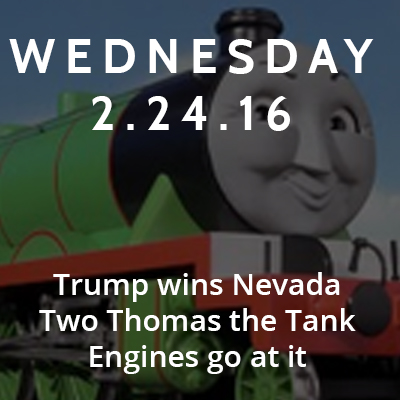 WEDNESDAY
2.24.16
Trump wins Nevada
Two Thomas the Tank
Engines go at it